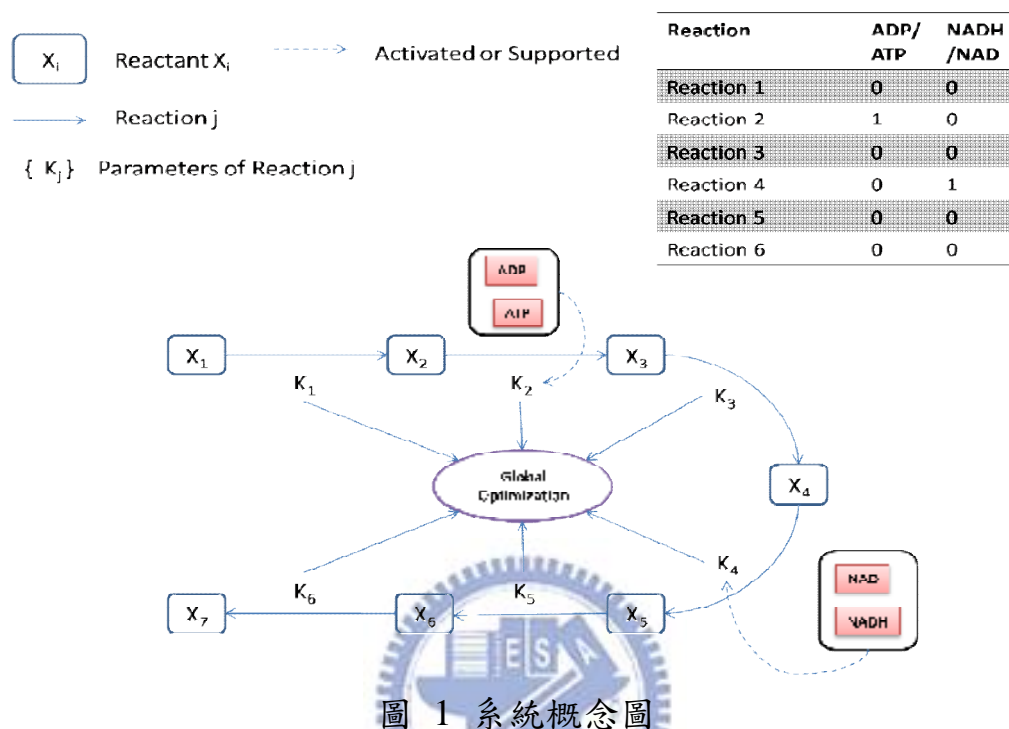 Xi Reactant Xi
Activated or Supported
Reaction j
{ Kj} Parameters of Reaction j
Reaction ADP/ATP NADH/NAD
Reaction 1 0 0
Reaction 2 1 0
Reaction 3 0 0
Reaction 4 0 1
Reaction 5 0 0
Reaction 6 0 0
ADP
ATP
X1
X2
X3
K1
K2
K3
Global
Optimization
X4
K4
NAD
NADH
K6
K5
X7
X6
X5
E S A
圖 1 系統概念圖